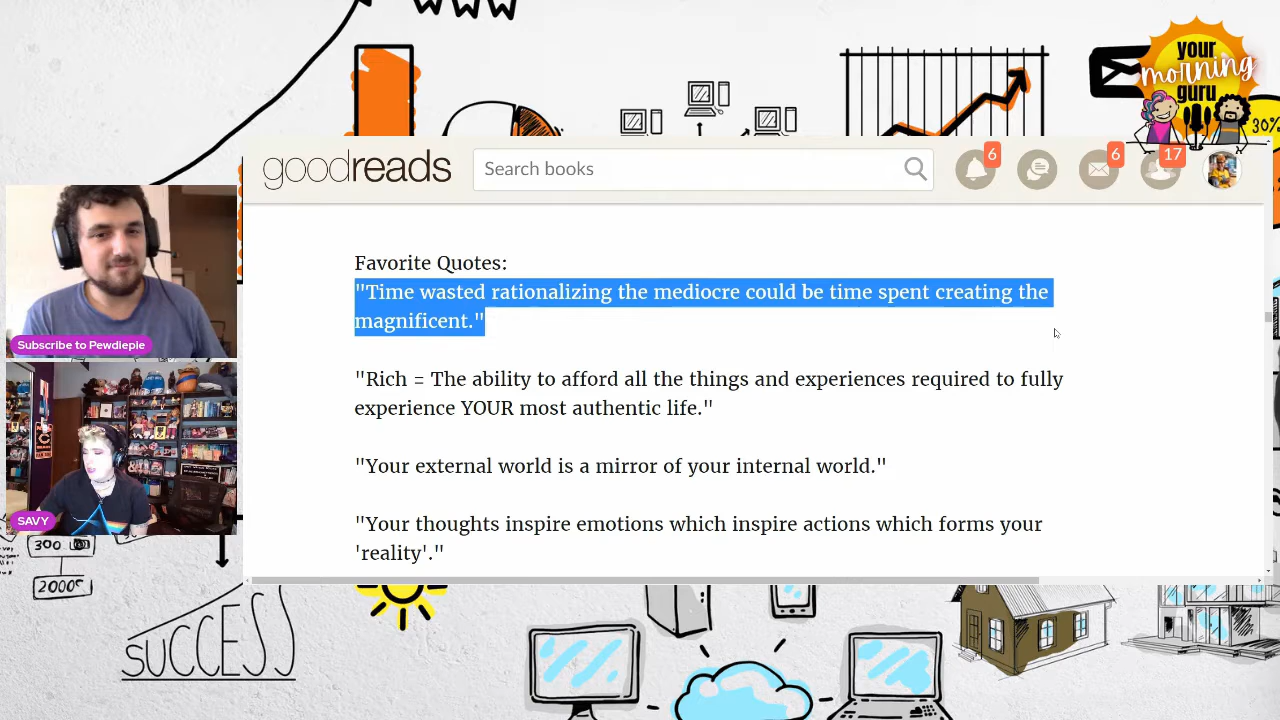 your
morning
guru
30%
goodreads
Search books
6
6
17
Favorite Quotes:
"Time wasted rationalizing the mediocre could be time spent creating the
magnificent."
"Rich = The ability to afford all the things and experiences required to fully
experience YOUR most authentic life."
"Your external world is a mirror of your internal world."
"Your thoughts inspire emotions which inspire actions which forms your
'reality'."
Subscribe to Pewdiepie
SAVY
300
SUCCESS